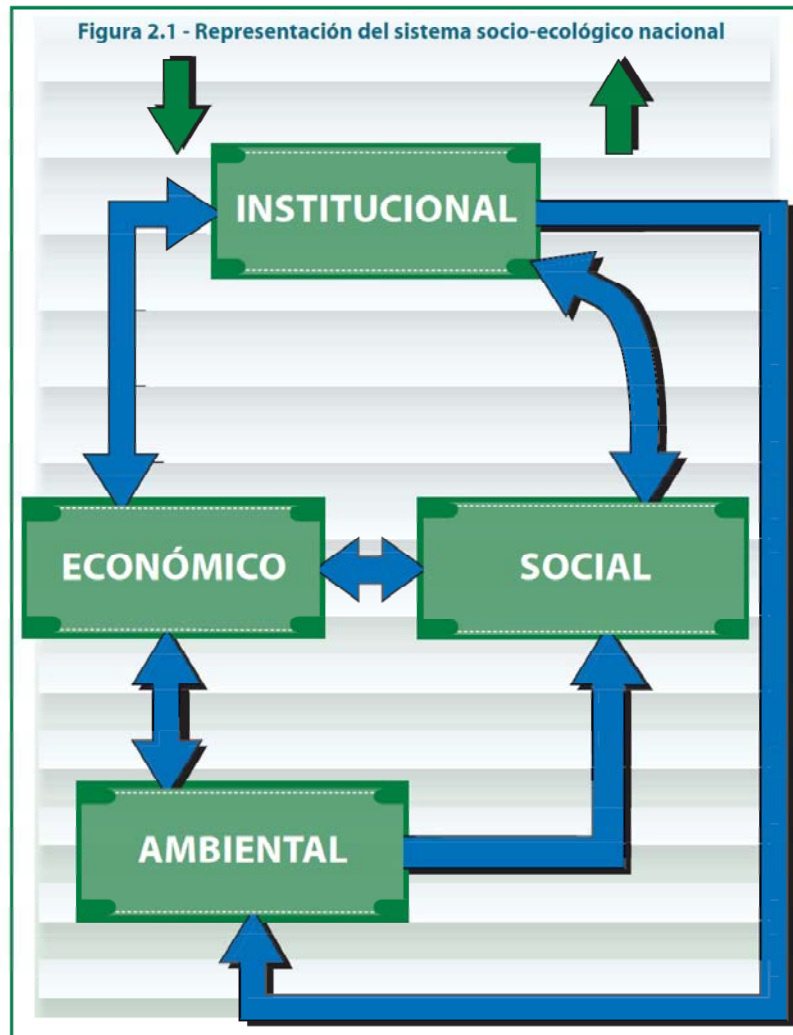 Figura 2.1 - Representación del sistema socio-ecológico nacional
INSTITUCIONAL
ECONÓMICO
SOCIAL
AMBIENTAL